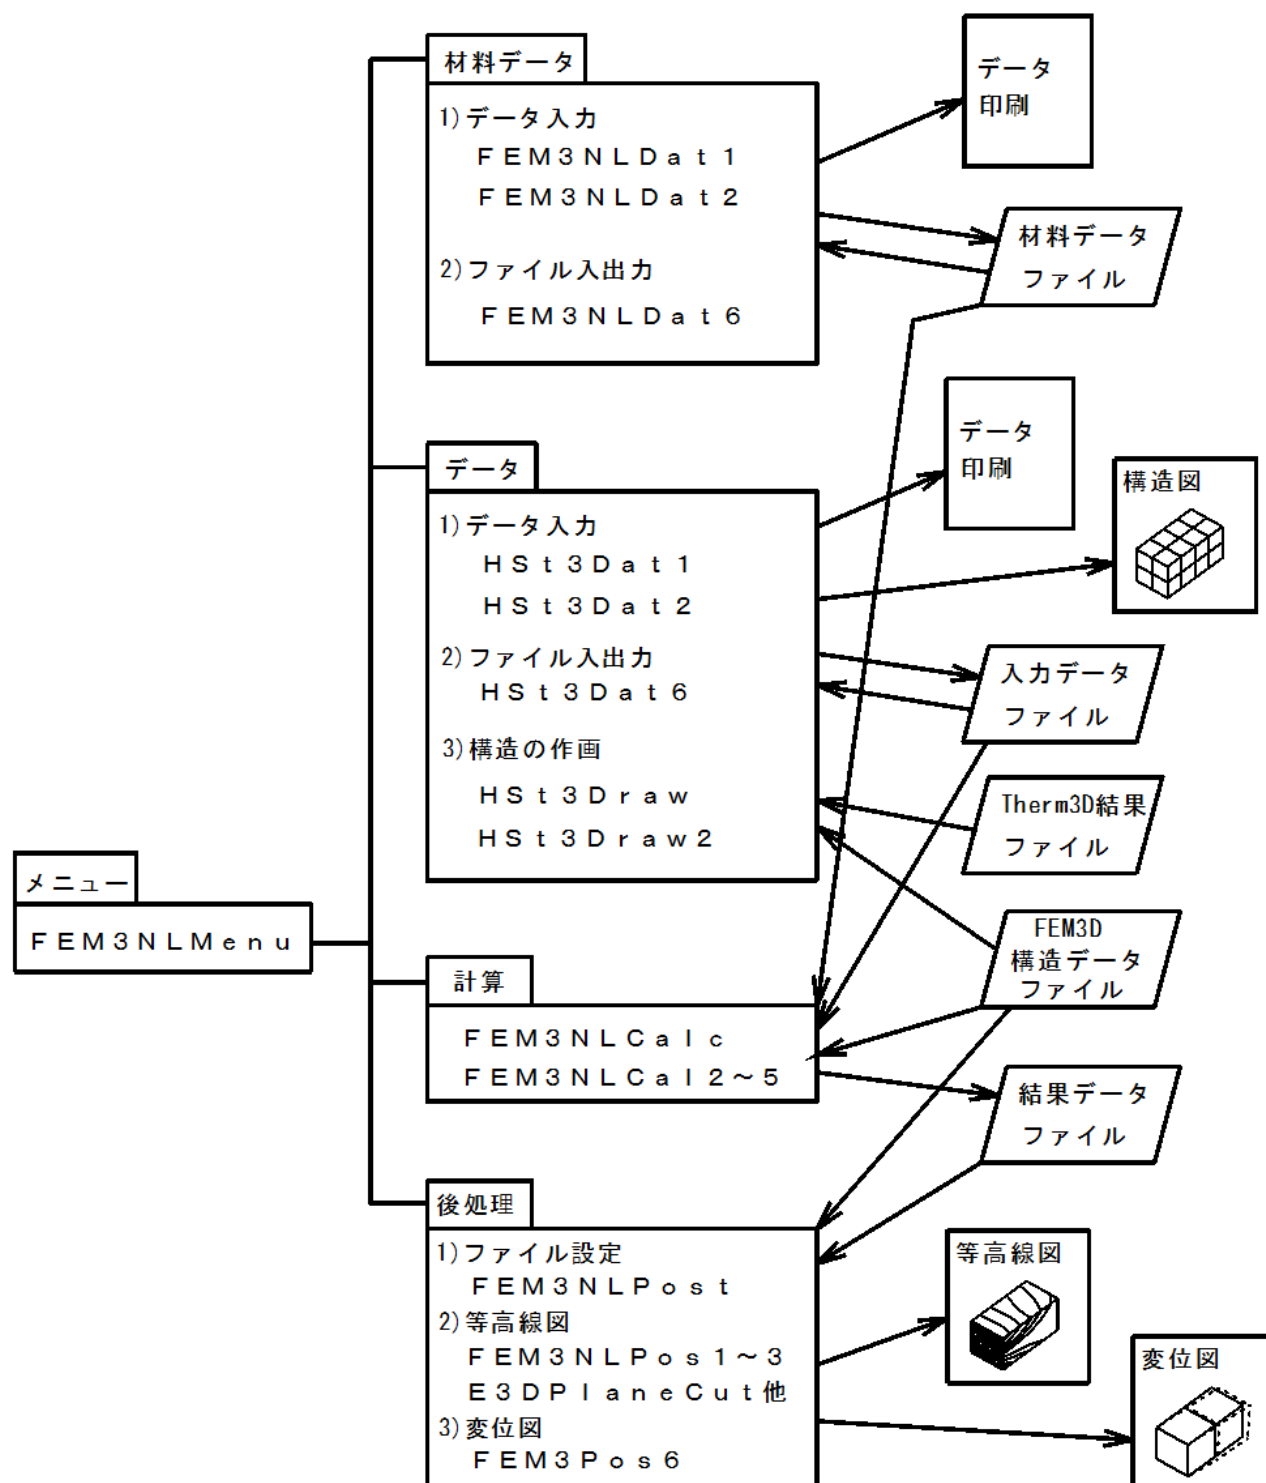 材料データ
1)データ入力
FEM3NLDat1
FEM3NLDat2
2)ファイル入出力
FEM3NLDat6
データ
印刷
材料データ
ファイル
データ
1)データ入力
HSt3Dat1
HSt3Dat2
2)ファイル入出力
HSt3Dat6
3)構造の作画
HSt3Draw
HSt3Draw2
データ
印刷
構造図
入力データ
ファイル
Therm3D結果
ファイル
メニュー
FEM3NLMenu
FEM3D
構造データ
ファイル
計算
FEM3NLCalc
FEM3NLCal2~5
結果データ
ファイル
後処理
1)ファイル設定
FEM3NLPost
2)等高線図
FEM3NLPos1~3
E3DPlaneCut他
3)変位図
FEM3Pos6
等高線図
変位図